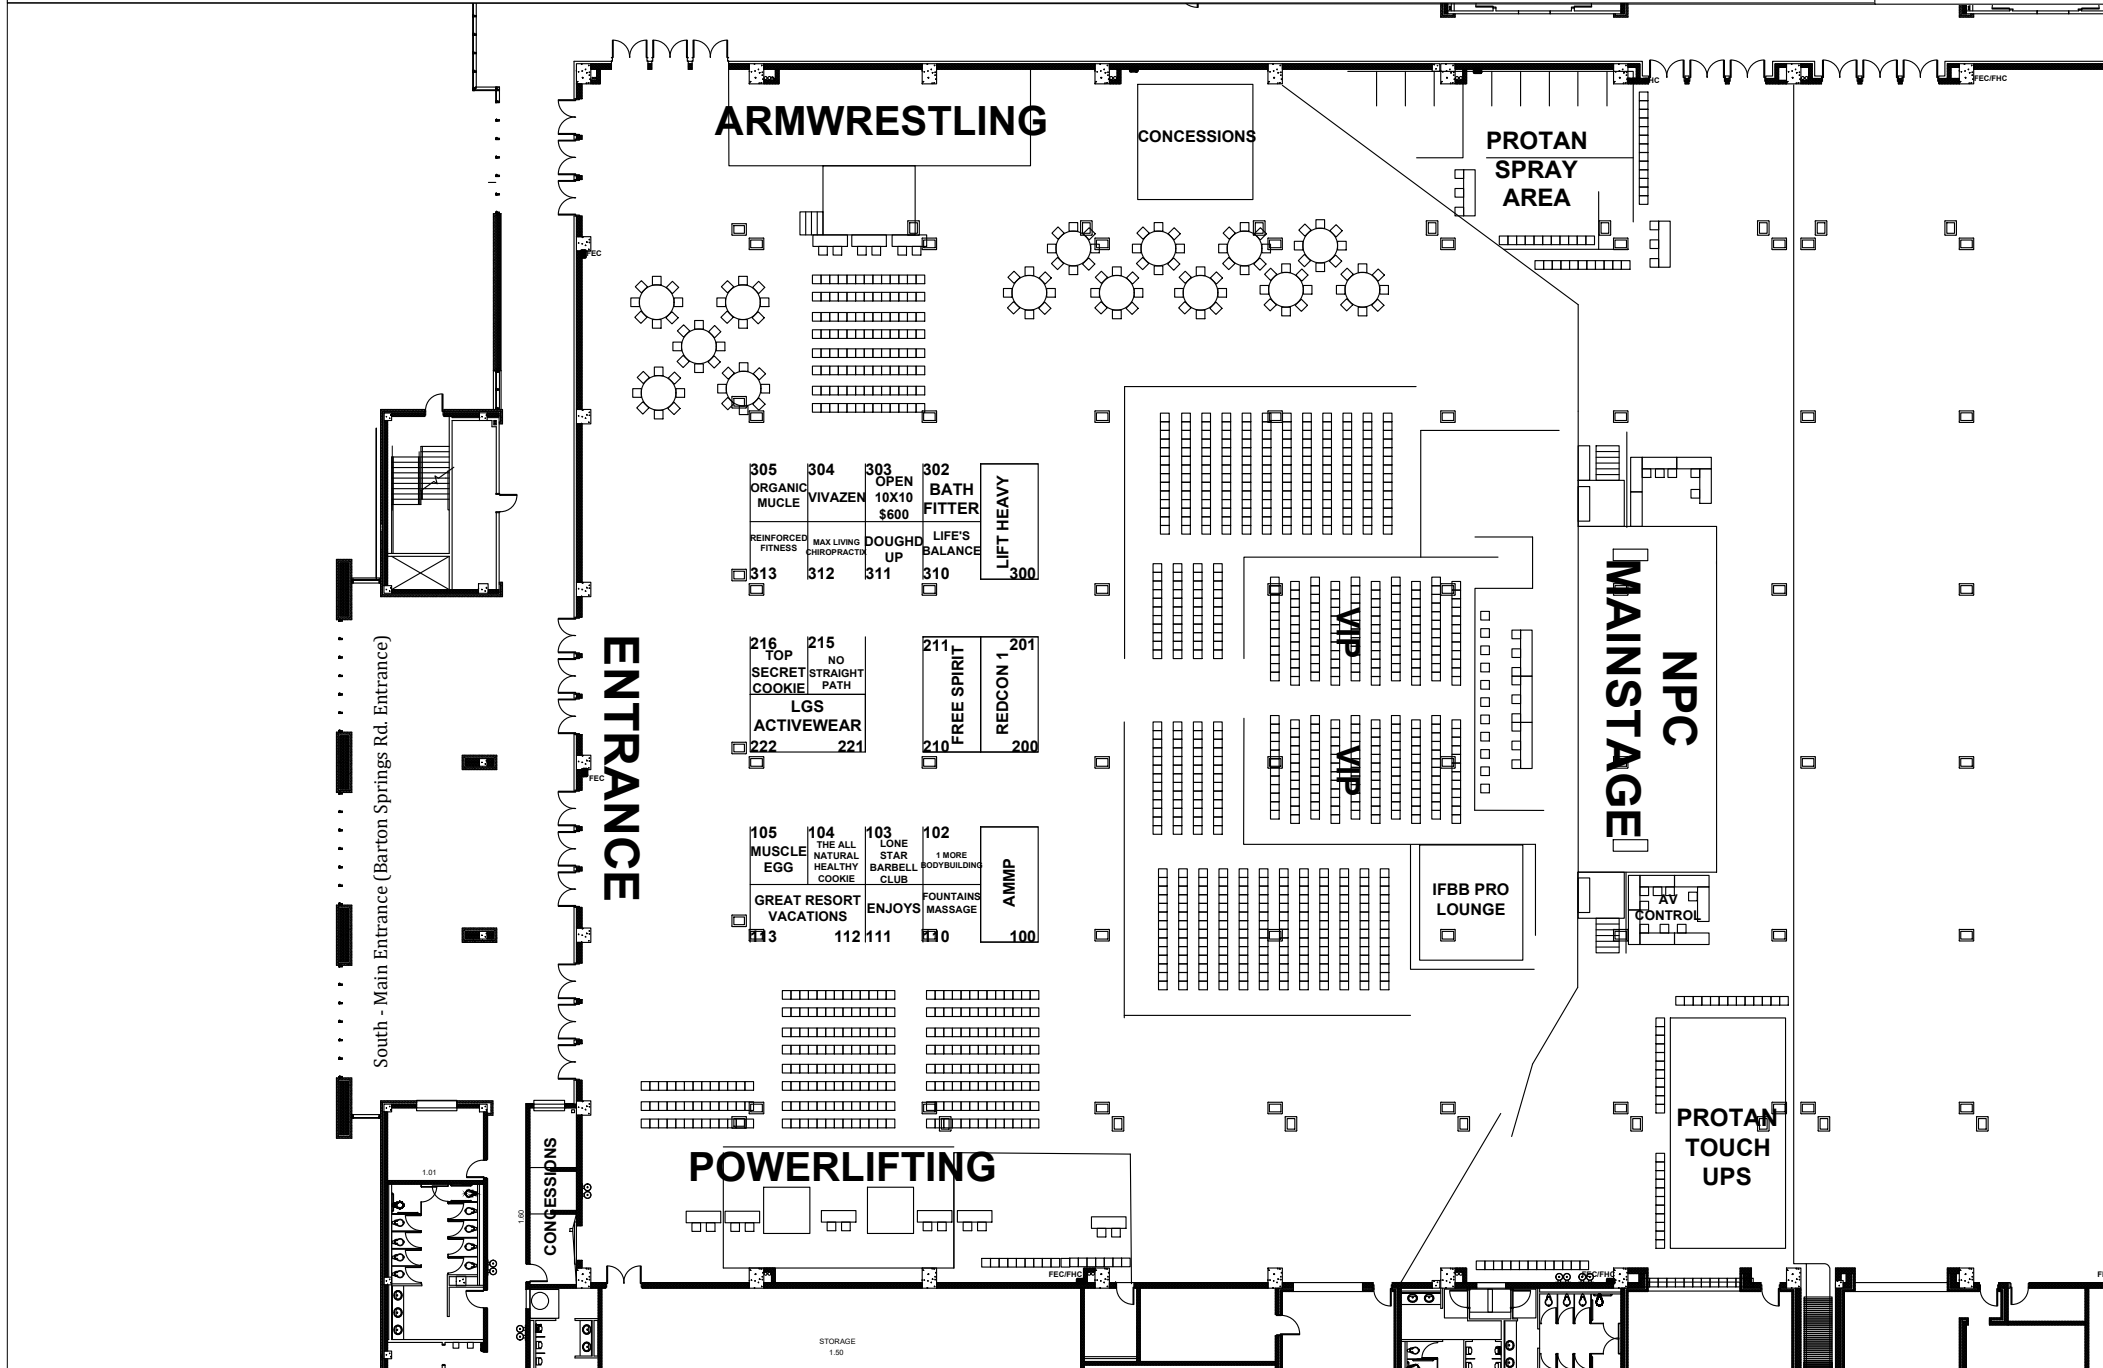 FEC/FHC
HC
ARMWRESTLING
CONCESSIONS
PROTAN
SPRAY
AREA
FEC
305
ORGANIC
MUCLE
304
VIVAZEN
303
OPEN
10X10
$600
302
BATH
FITTER
LIFT HEAVY
300
REINFORCED
FITNESS
313
MAX LIVING
CHIROPRACTIX
312
DOUGHD
UP
311
LIFE'S
BALANCE
310
ENTRANCE
South - Main Entrance (Barton Springs Rd. Entrance)
FEC
216
TOP
SECRET
COOKIE
215
NO
STRAIGHT
PATH
LGS
ACTIVEWEAR
222
221
211
FREE SPIRIT
210
201
REDCON 1
200
VIP
VIP
NPC
MAINSTAGE
105
MUSCLE
EGG
104
THE ALL
NATURAL
HEALTHY
COOKIE
103
LONE
STAR
BARBELL
CLUB
102
1 MORE
BODYBUILDING
AMMP
100
GREAT RESORT
VACATIONS
113
112
ENJOYS
111
FOUNTAINS
MASSAGE
110
IFBB PRO
LOUNGE
AV
CONTROL
PROTAN
TOUCH
UPS
POWERLIFTING
CONCESSIONS
1.01
1.60
FEC/FHC
FEC/FHC
STORAGE
1.50